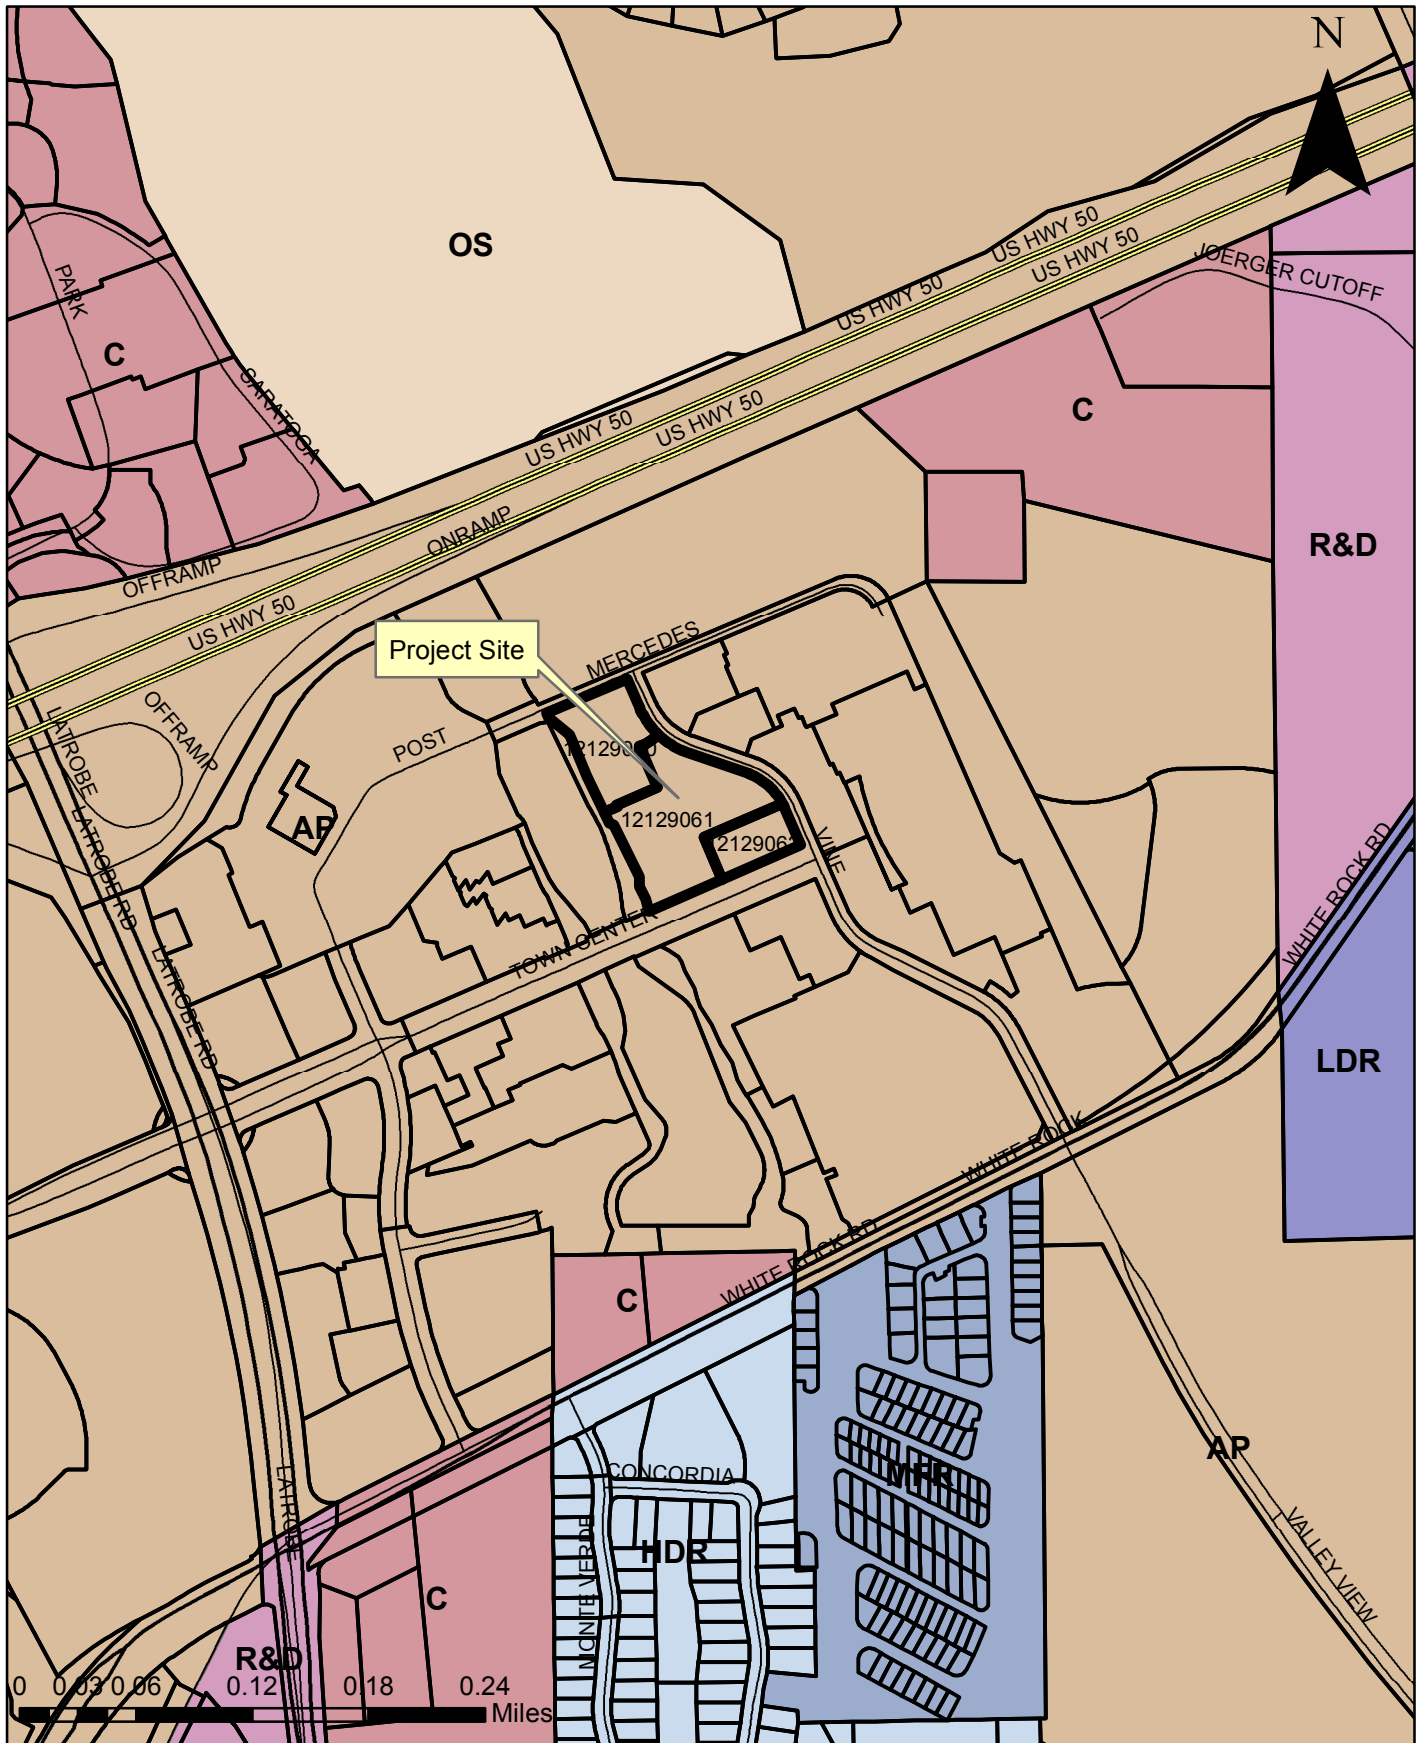 N
US HWY 50
US HWY 50
JOERGER CUTOFF
OS
PARK
US HWY 50
C
SARATOGA
US HWY 50
US HWY 50
C
ONRAMP
R&D
OFFRAMP
US HWY 50
Project Site
MERCEDES
OFFRAMP
LATROBE
POST
12129061
AP
VINE
LATROBE RD
WHITE ROCK RD
TOWN CENTER
LATROBE RD
LDR
WHITE ROCK
WHITE ROCK RD
C
AP
CONCORDIA
MFR
LATROBE
MONTE VERDE
HDR
VALLEY VIEW
C
R&D
0 0.03 0.06 0.12 0.18 0.24
Miles